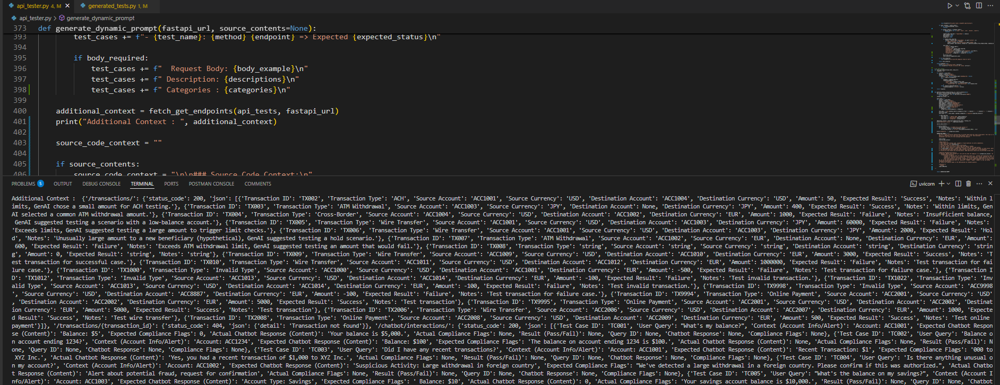 api_tester.py 4, M
generated_tests.py 1, M
api_tester.py > generate_dynamic_prompt
373 def generate_dynamic_prompt(fastapi_url, source_contents=None):
393 test_cases += f"- {test_name}: {method} {endpoint} => Expected {expected_status}\n"
394
395 if body_required:
396 test_cases += f"  Request Body: {body_example}\n"
397 test_cases += f" Description: {descriptions}\n"
398 test_cases += f" Categories : {categories}\n"
399
400 additional_context = fetch_get_endpoints(api_tests, fastapi_url)
401 print("Additional Context : ", additional_context)
402
403 source_code_context = ""
404
405 if source_contents:
406 source_code_context = "\n\n### Source Code Context:\n"
PROBLEMS 5 OUTPUT DEBUG CONSOLE TERMINAL PORTS POSTMAN CONSOLE COMMENTS
uvicorn
Additional Context :  {'/transactions/': {'status_code': 200, 'json': [{'Transaction ID': 'TX002', 'Transaction Type': 'ACH', 'Source Account': 'ACC1001', 'Source Currency': 'USD', 'Destination Account': 'ACC1004', 'Destination Currency': 'USD', 'Amount': 50, 'Expected Result': 'Success', 'Notes': 'Within l
imits, GenAI chose a small amount for ACH testing.'}, {'Transaction ID': 'TX003', 'Transaction Type': 'ATM Withdrawal', 'Source Account': 'ACC1003', 'Source Currency': 'JPY', 'Destination Account': None, 'Destination Currency': 'JPY', 'Amount': 400, 'Expected Result': 'Success', 'Notes': 'Within limits, Gen
AI selected a common ATM withdrawal amount.'}, {'Transaction ID': 'TX004', 'Transaction Type': 'Cross-Border', 'Source Account': 'ACC1004', 'Source Currency': 'USD', 'Destination Account': 'ACC1002', 'Destination Currency': 'EUR', 'Amount': 1000, 'Expected Result': 'Failure', 'Notes': 'Insufficient balance,
 GenAI suggested testing a scenario with a low-balance account.'}, {'Transaction ID': 'TX005', 'Transaction Type': 'Wire Transfer', 'Source Account': 'ACC1001', 'Source Currency': 'USD', 'Destination Account': 'ACC1003', 'Destination Currency': 'JPY', 'Amount': 60000, 'Expected Result': 'Failure', 'Notes':
'Exceeds limits, GenAI suggested testing a large amount to trigger limit checks.'}, {'Transaction ID': 'TX006', 'Transaction Type': 'Wire Transfer', 'Source Account': 'ACC1001', 'Source Currency': 'USD', 'Destination Account': 'ACC1003', 'Destination Currency': 'JPY', 'Amount': 2000, 'Expected Result': 'Hol
d', 'Notes': 'Unusually large amount to a new beneficiary (hypothetical), GenAI suggested testing a hold scenario.'}, {'Transaction ID': 'TX007', 'Transaction Type': 'ATM Withdrawal', 'Source Account': 'ACC1002', 'Source Currency': 'EUR', 'Destination Account': None, 'Destination Currency': 'EUR', 'Amount':
 600, 'Expected Result': 'Failure', 'Notes': 'Exceeds ATM withdrawal limit, GenAI suggested testing an amount that would fail.'}, {'Transaction ID': 'TX008', 'Transaction Type': 'string', 'Source Account': 'string', 'Source Currency': 'string', 'Destination Account': 'string', 'Destination Currency': 'strin
g', 'Amount': 0, 'Expected Result': 'string', 'Notes': 'string'}, {'Transaction ID': 'TX009', 'Transaction Type': 'Wire Transfer', 'Source Account': 'ACC1009', 'Source Currency': 'USD', 'Destination Account': 'ACC1010', 'Destination Currency': 'EUR', 'Amount': 3000, 'Expected Result': 'Success', 'Notes': 'T
est transaction for successful case.'}, {'Transaction ID': 'TX010', 'Transaction Type': 'Wire Transfer', 'Source Account': 'ACC1011', 'Source Currency': 'USD', 'Destination Account': 'ACC1012', 'Destination Currency': 'EUR', 'Amount': 1000000, 'Expected Result': 'Failure', 'Notes': 'Test transaction for fai
lure case.'}, {'Transaction ID': 'TX1000', 'Transaction Type': 'Invalid Type', 'Source Account': 'ACC1000', 'Source Currency': 'USD', 'Destination Account': 'ACC1001', 'Destination Currency': 'EUR', 'Amount': -500, 'Expected Result': 'Failure', 'Notes': 'Test transaction for failure case.'}, {'Transaction I
D': 'TX1012', 'Transaction Type': 'Invalid Type', 'Source Account': 'ACC1013', 'Source Currency': 'USD', 'Destination Account': 'ACC1014', 'Destination Currency': 'EUR', 'Amount': -100, 'Expected Result': 'Failure', 'Notes': 'Test invalid transaction.'}, {'Transaction ID': 'TX1022', 'Transaction Type': 'Inv
alid Type', 'Source Account': 'ACC1013', 'Source Currency': 'USD', 'Destination Account': 'ACC1014', 'Destination Currency': 'EUR', 'Amount': -100, 'Expected Result': 'Failure', 'Notes': 'Test invalid transaction.'}, {'Transaction ID': 'TX9998', 'Transaction Type': 'Invalid Type', 'Source Account': 'ACC9998
', 'Source Currency': 'USD', 'Destination Account': 'ACC8887', 'Destination Currency': 'EUR', 'Amount': -100, 'Expected Result': 'Failure', 'Notes': 'Test transaction for failure case.'}, {'Transaction ID': 'TX9994', 'Transaction Type': 'Online Payment', 'Source Account': 'ACC2001', 'Source Currency': 'USD'
, 'Destination Account': 'ACC2002', 'Destination Currency': 'EUR', 'Amount': 5000, 'Expected Result': 'Success', 'Notes': 'Test transaction'}, {'Transaction ID': 'TX9995', 'Transaction Type': 'Online Payment', 'Source Account': 'ACC2001', 'Source Currency': 'USD', 'Destination Account': 'ACC2002', 'Destinat
ion Currency': 'EUR', 'Amount': 5000, 'Expected Result': 'Success', 'Notes': 'Test transaction'}, {'Transaction ID': 'TX2006', 'Transaction Type': 'Wire Transfer', 'Source Account': 'ACC2006', 'Source Currency': 'USD', 'Destination Account': 'ACC2007', 'Destination Currency': 'EUR', 'Amount': 1000, 'Expecte
d Result': 'Success', 'Notes': 'Test wire transfer'}, {'Transaction ID': 'TX2008', 'Transaction Type': 'Online Payment', 'Source Account': 'ACC2008', 'Source Currency': 'USD', 'Destination Account': 'ACC2009', 'Destination Currency': 'EUR', 'Amount': 500, 'Expected Result': 'Success', 'Notes': 'Test online
payment'}]}, '/transactions/{transaction_id}': {'status_code': 404, 'json': {'detail': 'Transaction not found'}}, '/chatbot/interactions/': {'status_code': 200, 'json': [{'Test Case ID': 'TC001', 'User Query': "What's my balance?", 'Context (Account Info/Alert)': 'Account: ACC1001', 'Expected Chatbot Respon
se (Content)': 'Balance: $5', 'Expected Compliance Flags': 0, 'Actual Chatbot Response (Content)': 'Your balance is $5,000.', 'Actual Compliance Flags': None, 'Result (Pass/Fail)': None, 'Query ID': None, 'Chatbot Response': None, 'Compliance Flags': None}, {'Test Case ID': 'TC002', 'User Query': 'Balance o
n account ending 1234?', 'Context (Account Info/Alert)': 'Account: ACC1234', 'Expected Chatbot Response (Content)': 'Balance: $100', 'Expected Compliance Flags': 'The balance on account ending 1234 is $100.', 'Actual Chatbot Response (Content)': None, 'Actual Compliance Flags': None, 'Result (Pass/Fail)': N
one, 'Query ID': None, 'Chatbot Response': None, 'Compliance Flags': None}, {'Test Case ID': 'TC003', 'User Query': 'Did I have any recent transactions?', 'Context (Account Info/Alert)': 'Account: ACC1001', 'Expected Chatbot Response (Content)': 'Recent Transaction: $1', 'Expected Compliance Flags': '000 to
 XYZ Inc.', 'Actual Chatbot Response (Content)': 'Yes, you had a recent transaction of $1,000 to XYZ Inc.', 'Actual Compliance Flags': None, 'Result (Pass/Fail)': None, 'Query ID': None, 'Chatbot Response': None, 'Compliance Flags': None}, {'Test Case ID': 'TC004', 'User Query': 'Is there anything unusual o
n my account?', 'Context (Account Info/Alert)': 'Account: ACC1002', 'Expected Chatbot Response (Content)': 'Suspicious Activity: Large withdrawal in foreign country', 'Expected Compliance Flags': "We've detected a large withdrawal in a foreign country. Please confirm if this was authorized.", 'Actual Chatbo
t Response (Content)': 'Alert about potential fraud, request for confirmation', 'Actual Compliance Flags': None, 'Result (Pass/Fail)': None, 'Query ID': None, 'Chatbot Response': None, 'Compliance Flags': None}, {'Test Case ID': 'TC005', 'User Query': "What's the balance on my savings?", 'Context (Account I
nfo/Alert)': 'Account: ACC1003', 'Expected Chatbot Response (Content)': 'Account Type: Savings', 'Expected Compliance Flags': ' Balance: $10', 'Actual Chatbot Response (Content)': 0, 'Actual Compliance Flags': 'Your savings account balance is $10,000.', 'Result (Pass/Fail)': None, 'Query ID': None, 'Chatbo